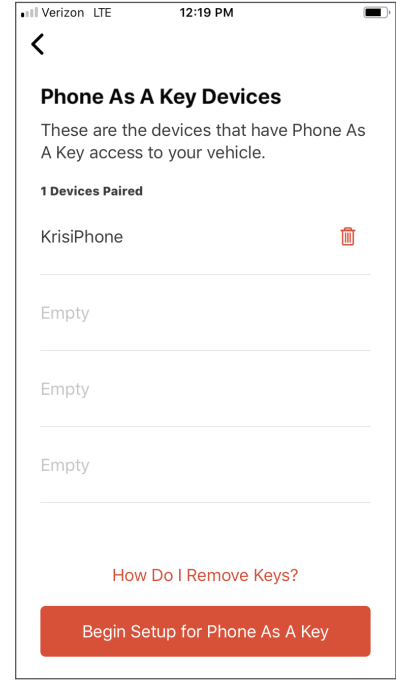 Verizon LTE 12:19 PM
Phone As A Key Devices
These are the devices that have Phone As
A Key access to your vehicle.
1 Devices Paired
KrisiPhone
Empty
Empty
Empty
How Do I Remove Keys?
Begin Setup for Phone As A Key